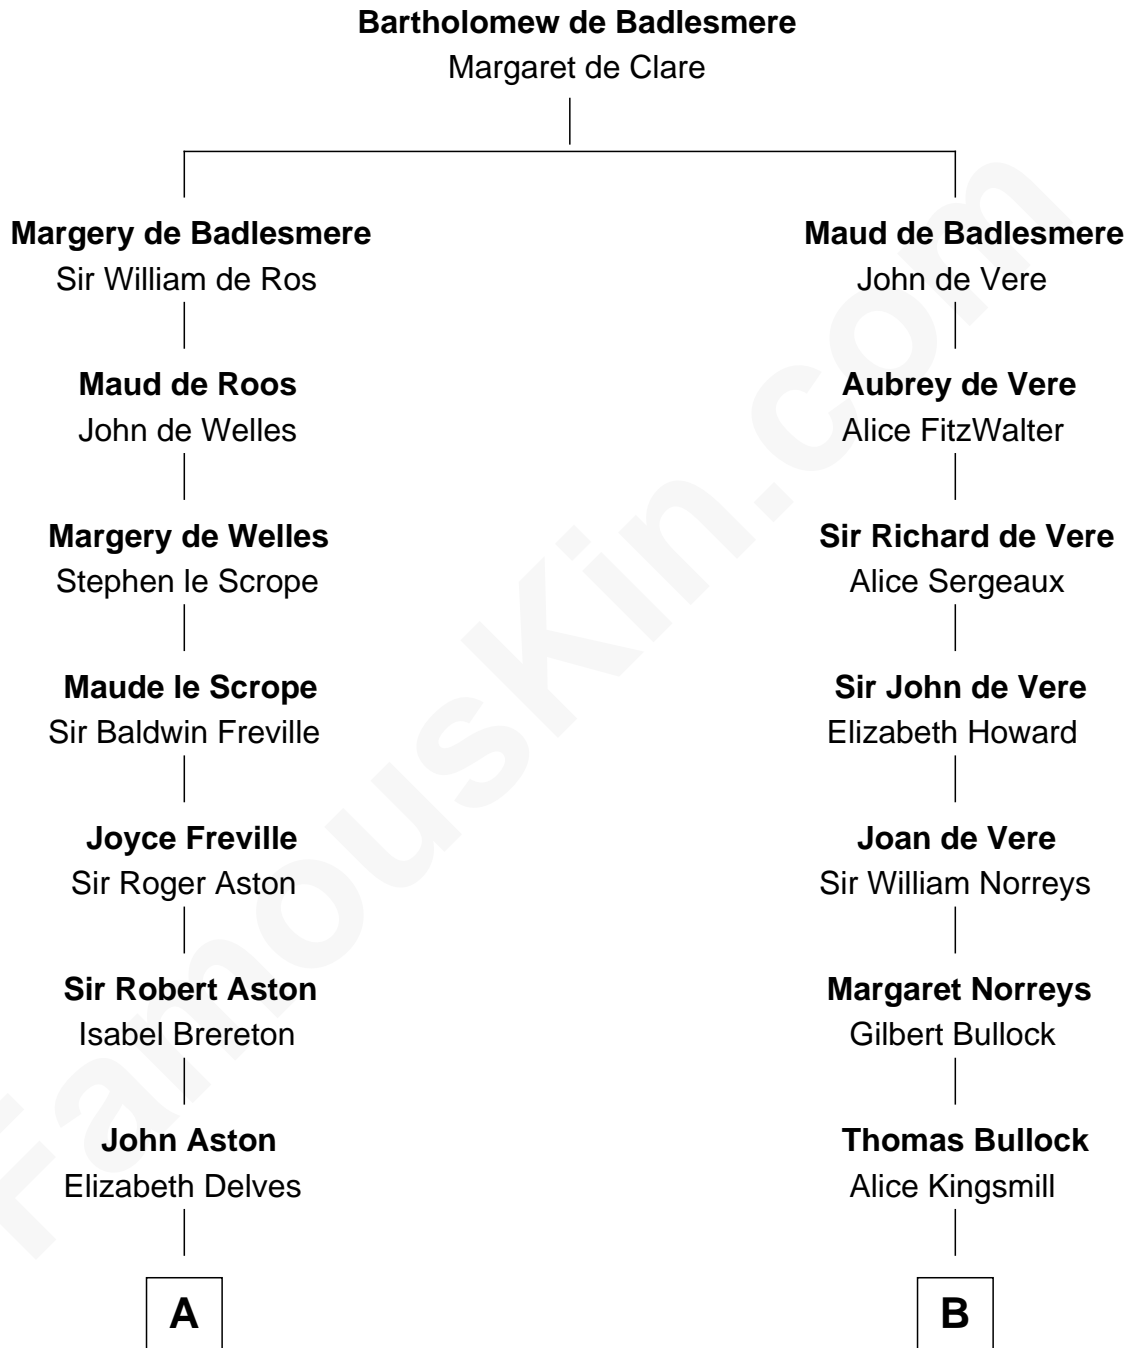 Bartholomew de Badlesmere
Margaret de Clare
Margery de Badlesmere
Sir William de Ros
Maud de Badlesmere
John de Vere
Maud de Roos
John de Welles
Aubrey de Vere
Alice FitzWalter
Margery de Welles
Stephen le Scrope
Sir Richard de Vere
Alice Sergeaux
Maude le Scrope
Sir Baldwin Freville
Sir John de Vere
Elizabeth Howard
Joyce Freville
Sir Roger Aston
Joan de Vere
Sir William Norreys
Sir Robert Aston
Isabel Brereton
Margaret Norreys
Gilbert Bullock
John Aston
Elizabeth Delves
Thomas Bullock
Alice Kingsmill
A
B
FamousKin.com